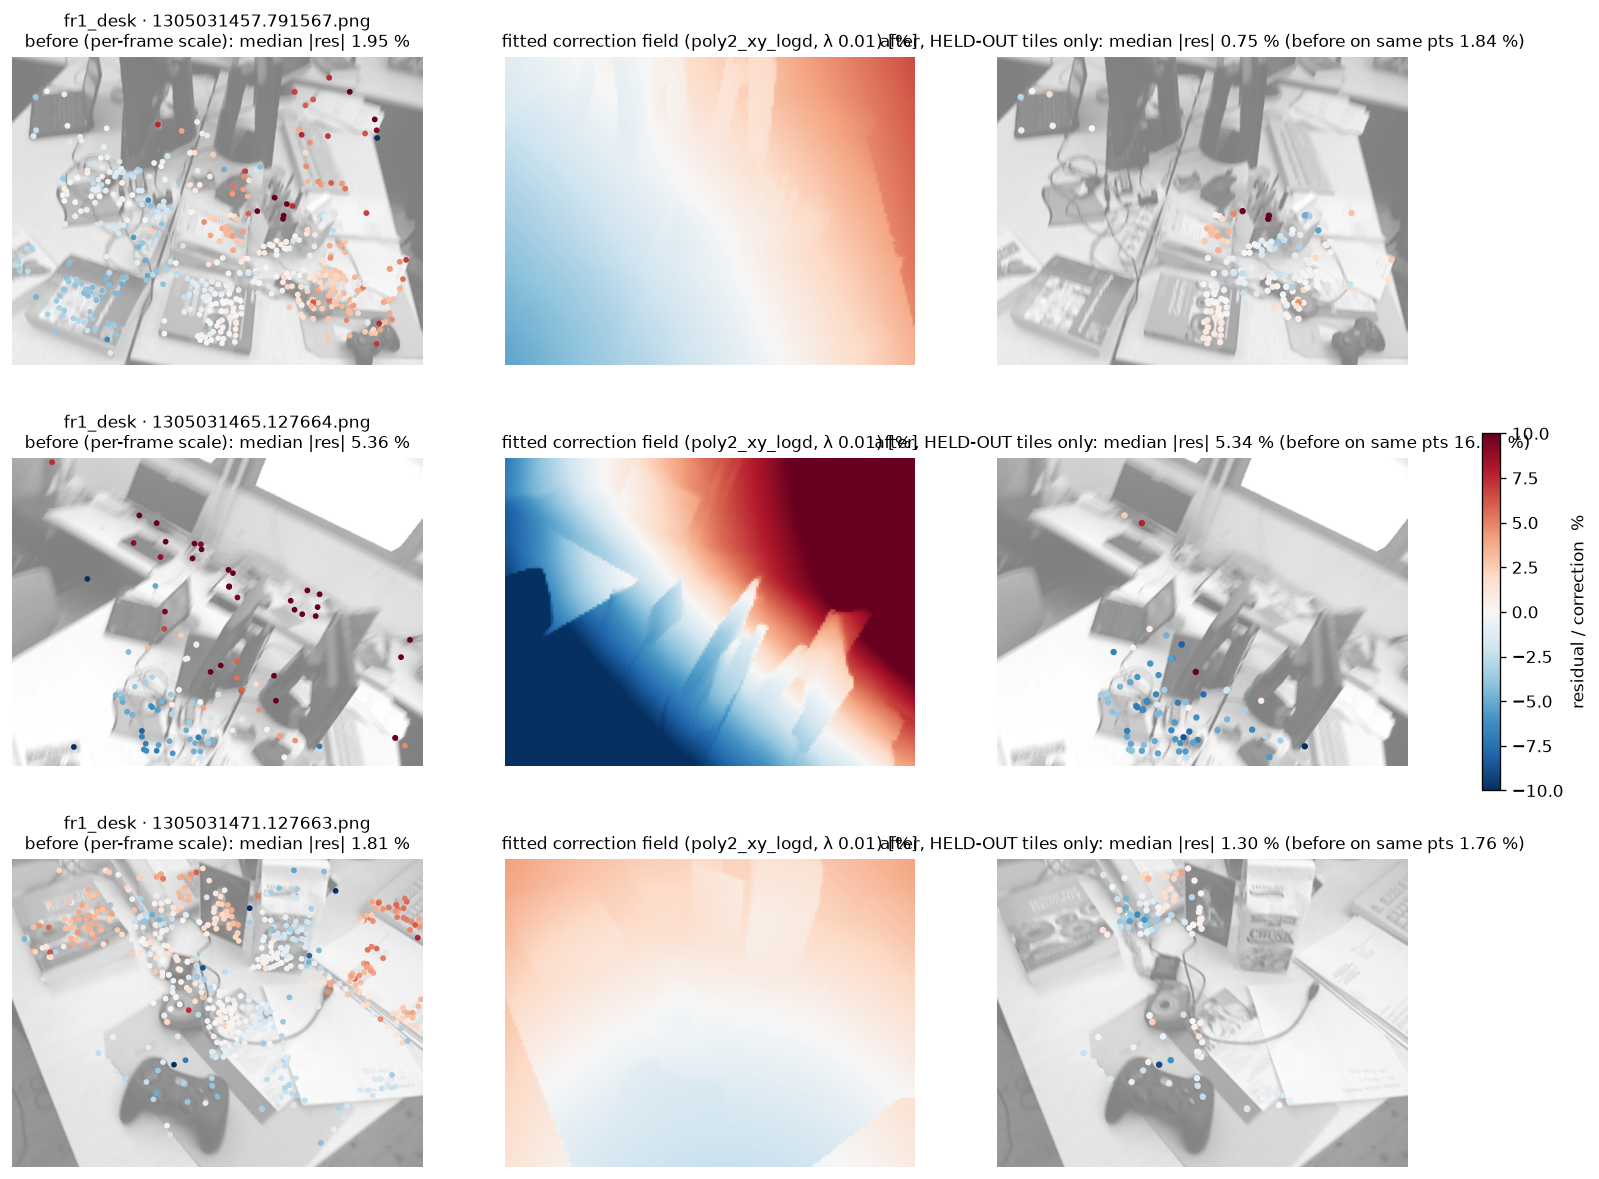 fr1_desk · 1305031457.791567.png
before (per-frame scale): median |res| 1.95 %
fitted correction field (poly2_xy_logd, λ 0.01) [%]
after, HELD-OUT tiles only: median |res| 0.75 % (before on same pts 1.84 %)
fr1_desk · 1305031465.127664.png
before (per-frame scale): median |res| 5.36 %
fitted correction field (poly2_xy_logd, λ 0.01) [%]
after, HELD-OUT tiles only: median |res| 5.34 % (before on same pts 16. %)
fr1_desk · 1305031471.127663.png
before (per-frame scale): median |res| 1.81 %
fitted correction field (poly2_xy_logd, λ 0.01) [%]
after, HELD-OUT tiles only: median |res| 1.30 % (before on same pts 1.76 %)
10.0
7.5
5.0
2.5
0.0
−2.5
−5.0
−7.5
−10.0
residual / correction %